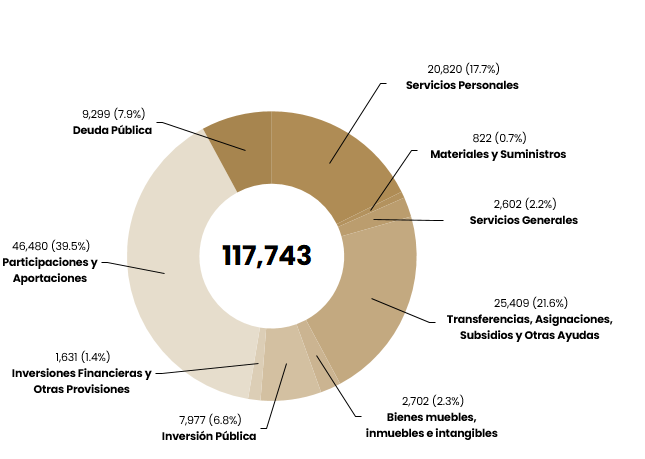 20,820 (17.7%)
Servicios Personales
822 (0.7%)
Materiales y Suministros
2,602 (2.2%)
Servicios Generales
25,409 (21.6%)
Transferencias, Asignaciones,
Subsidios y Otras Ayudas
2,702 (2.3%)
Bienes muebles,
inmuebles e intangibles
7,977 (6.8%)
Inversión Pública
1,631 (1.4%)
Inversiones Financieras y
Otras Provisiones
46,480 (39.5%)
Participaciones y
Aportaciones
9,299 (7.9%)
Deuda Pública
117,743